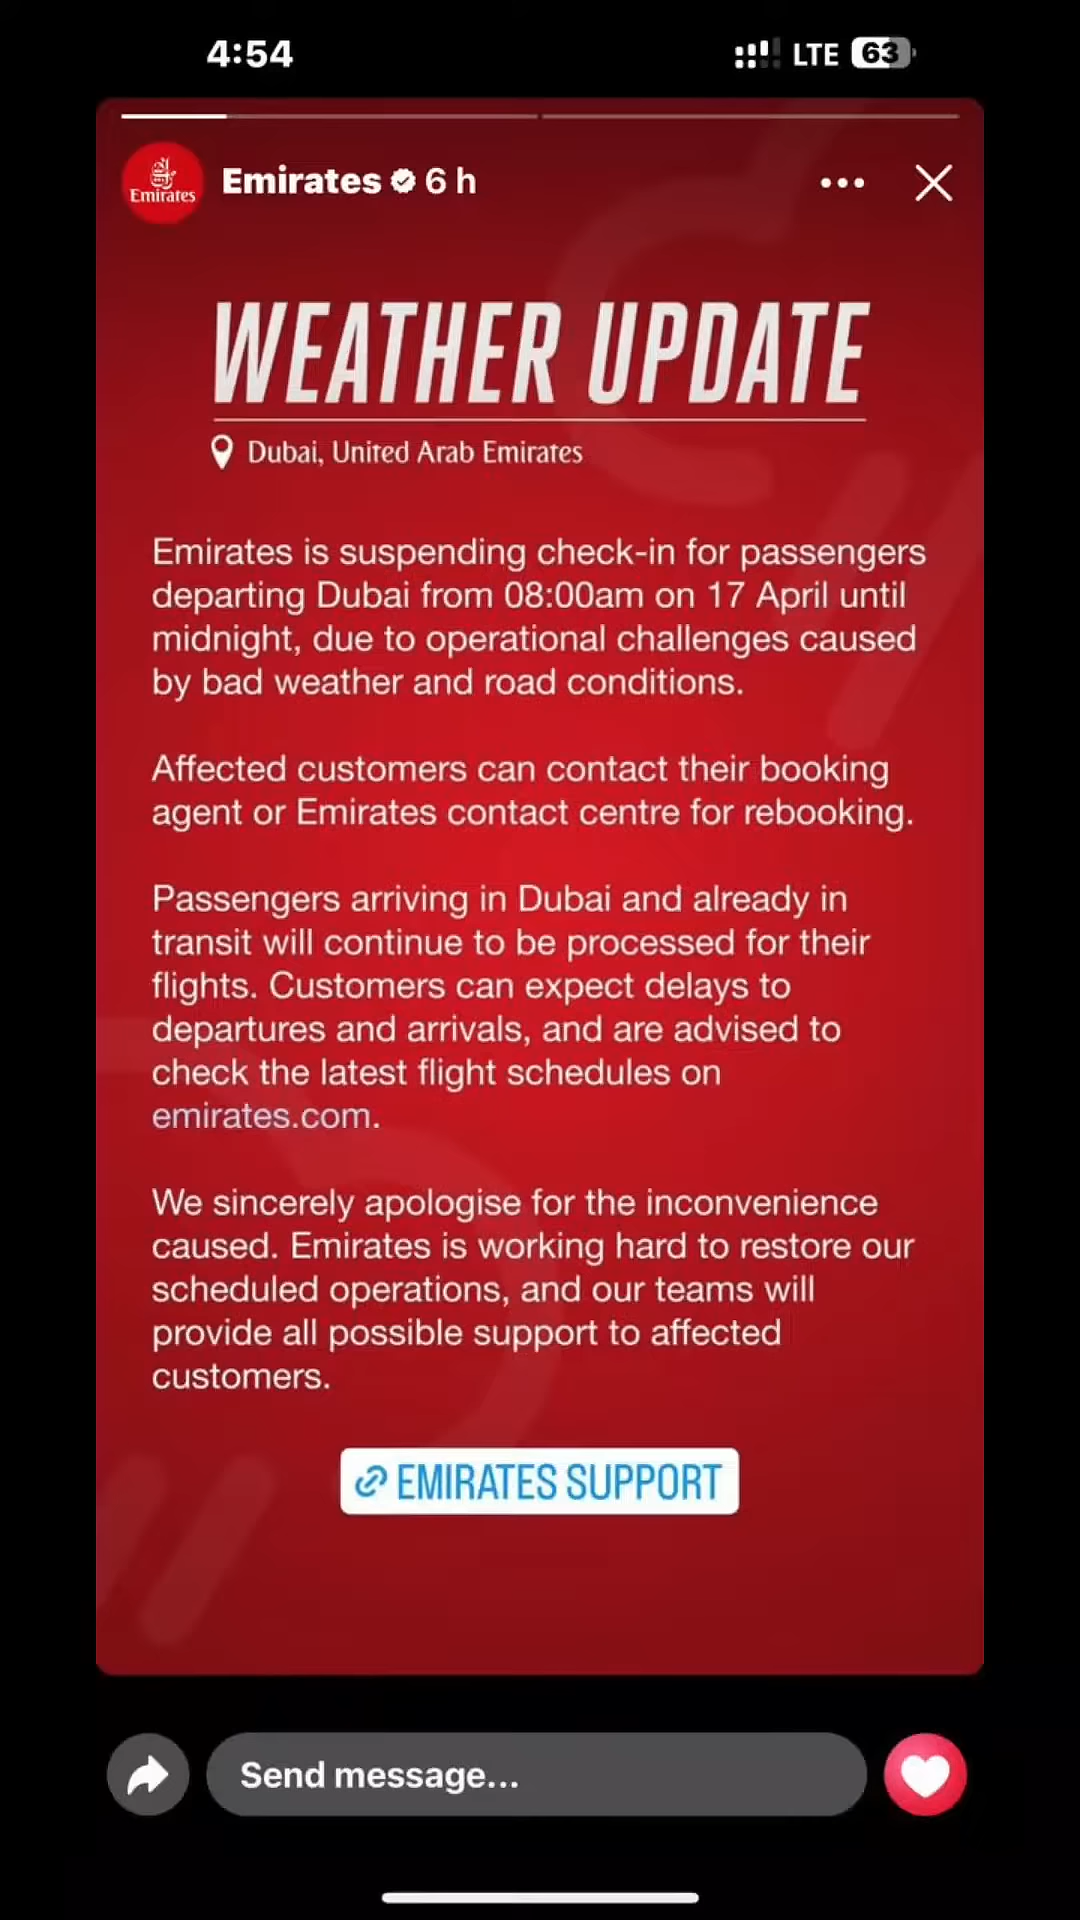 4:54
LTE 63
Emirates
Emirates 6 h
WEATHER UPDATE
Dubai, United Arab Emirates
Emirates is suspending check-in for passengers
departing Dubai from 08:00am on 17 April until
midnight, due to operational challenges caused
by bad weather and road conditions.
Affected customers can contact their booking
agent or Emirates contact centre for rebooking.
Passengers arriving in Dubai and already in
transit will continue to be processed for their
flights. Customers can expect delays to
departures and arrivals, and are advised to
check the latest flight schedules on
emirates.com.
We sincerely apologise for the inconvenience
caused. Emirates is working hard to restore our
scheduled operations, and our teams will
provide all possible support to affected
customers.
EMIRATES SUPPORT
Send message...